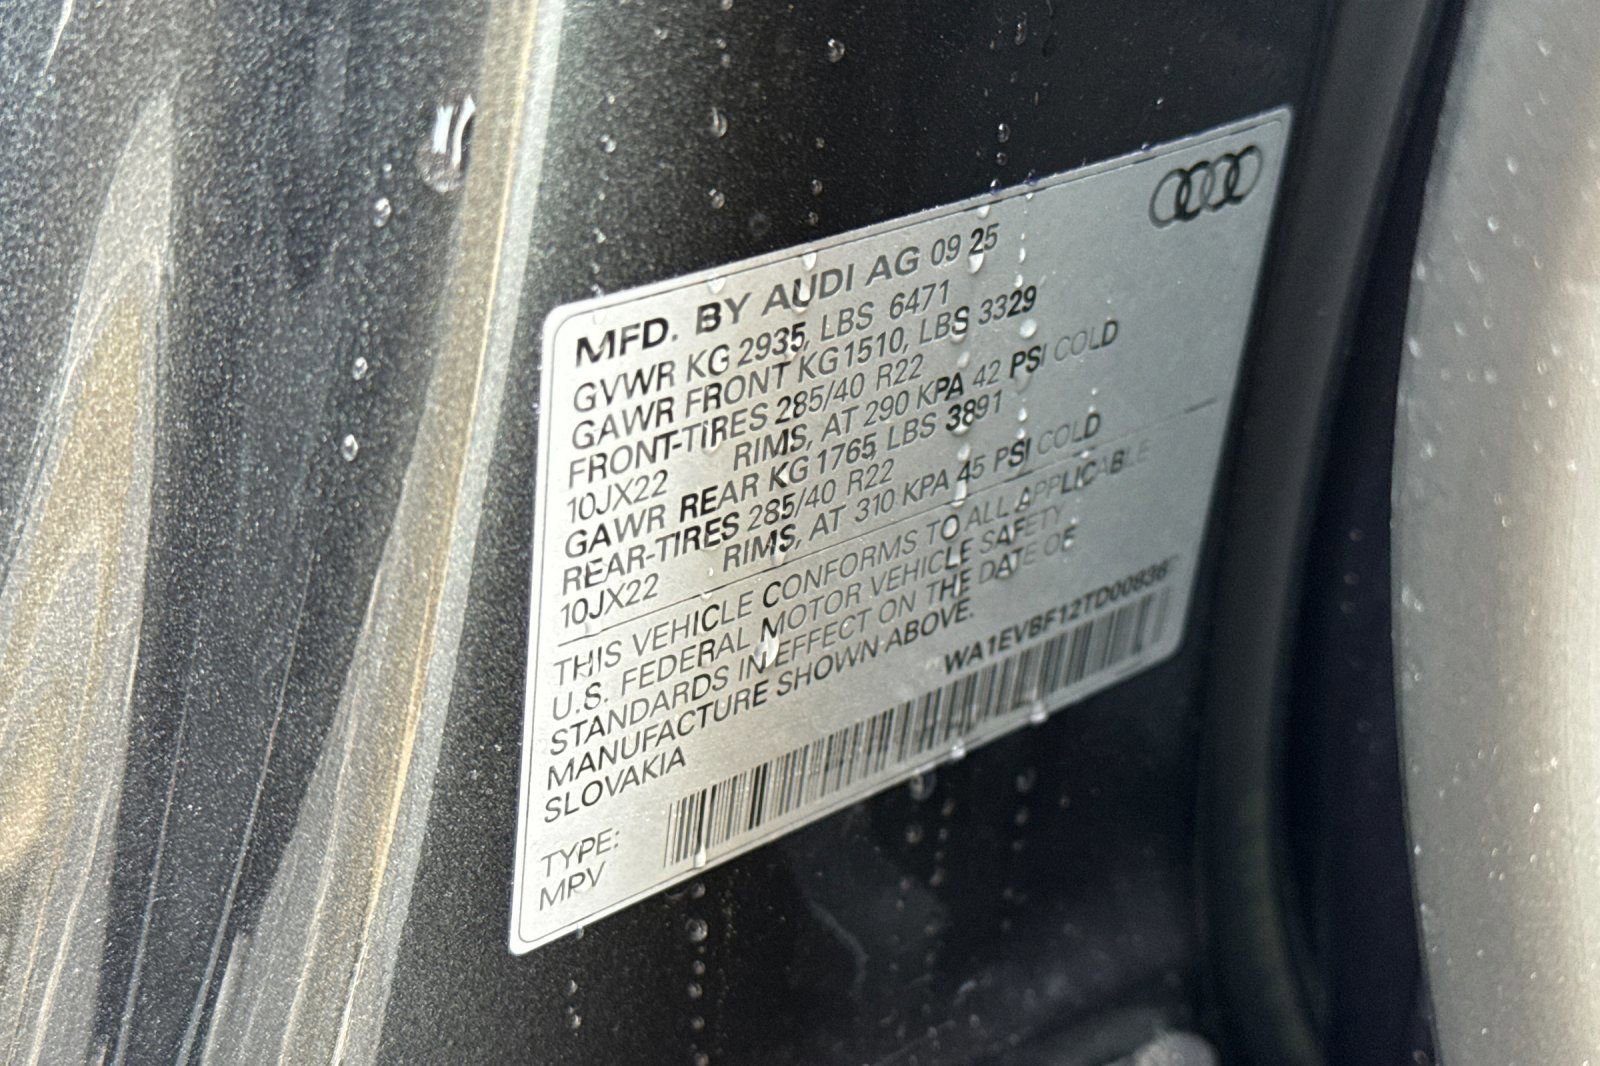 MFD. BY AUDI AG 09 25
GVWR KG 2935, LBS 6471
GAWR FRONT KG 1510, LBS 3329
FRONT-TIRES 285/40 R22
10JX22 RIMS, AT 290 KPA 42 PSI COLD
GAWR REAR KG 1765, LBS 3891
REAR-TIRES 285/40 R22
10JX22 RIMS, AT 310 KPA 45 PSI COLD
THIS VEHICLE CONFORMS TO ALL APPLICABLE
U.S. FEDERAL MOTOR VEHICLE SAFETY
STANDARDS IN EFFECT ON THE DATE OF
MANUFACTURE SHOWN ABOVE.
SLOVAKIA
TYPE:
MPV